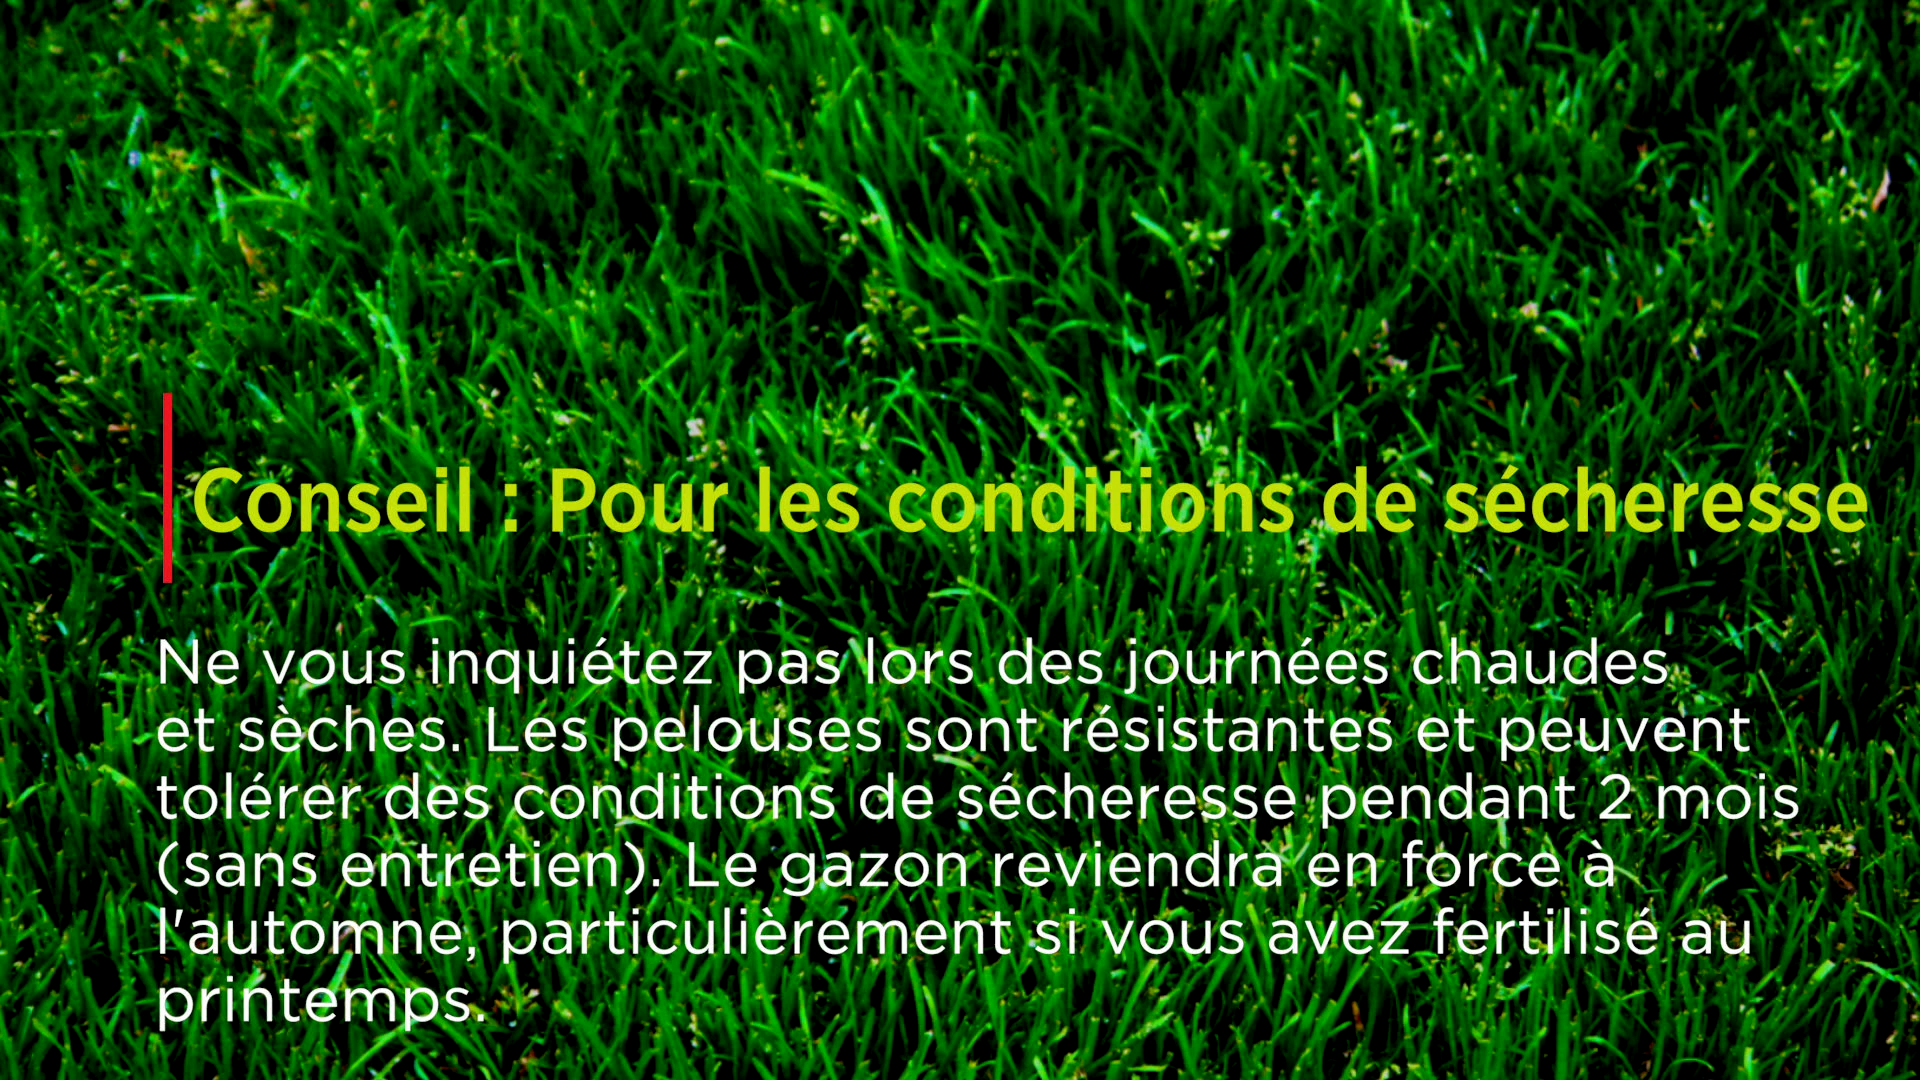 Conseil : Pour les conditions de sécheresse
Ne vous inquiétez pas lors des journées chaudes
et sèches. Les pelouses sont résistantes et peuvent
tolérer des conditions de sécheresse pendant 2 mois
(sans entretien). Le gazon reviendra en force à
l'automne, particulièrement si vous avez fertilisé au
printemps.